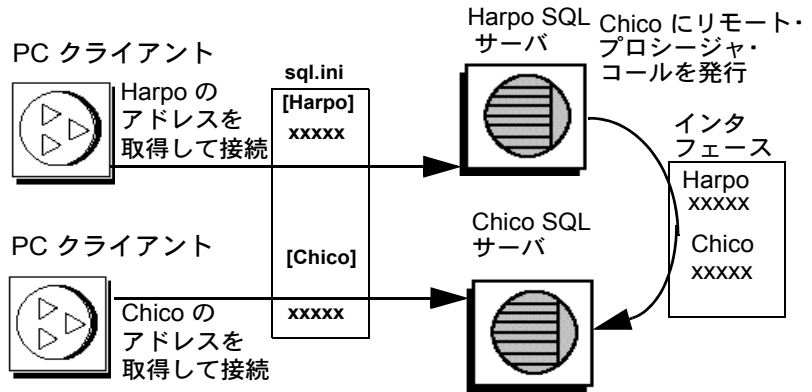 PC クライアント
Harpo の
アドレスを
取得して接続
sql.ini
[Harpo]
xxxxx
Harpo SQL
サーバ
Chico にリモート・
プロシージャ・
コールを発行
インタ
フェース
Harpo
xxxxx
Chico
xxxxx
PC クライアント
Chico の
アドレスを
取得して接続
[Chico]
xxxxx
Chico SQL
サーバ